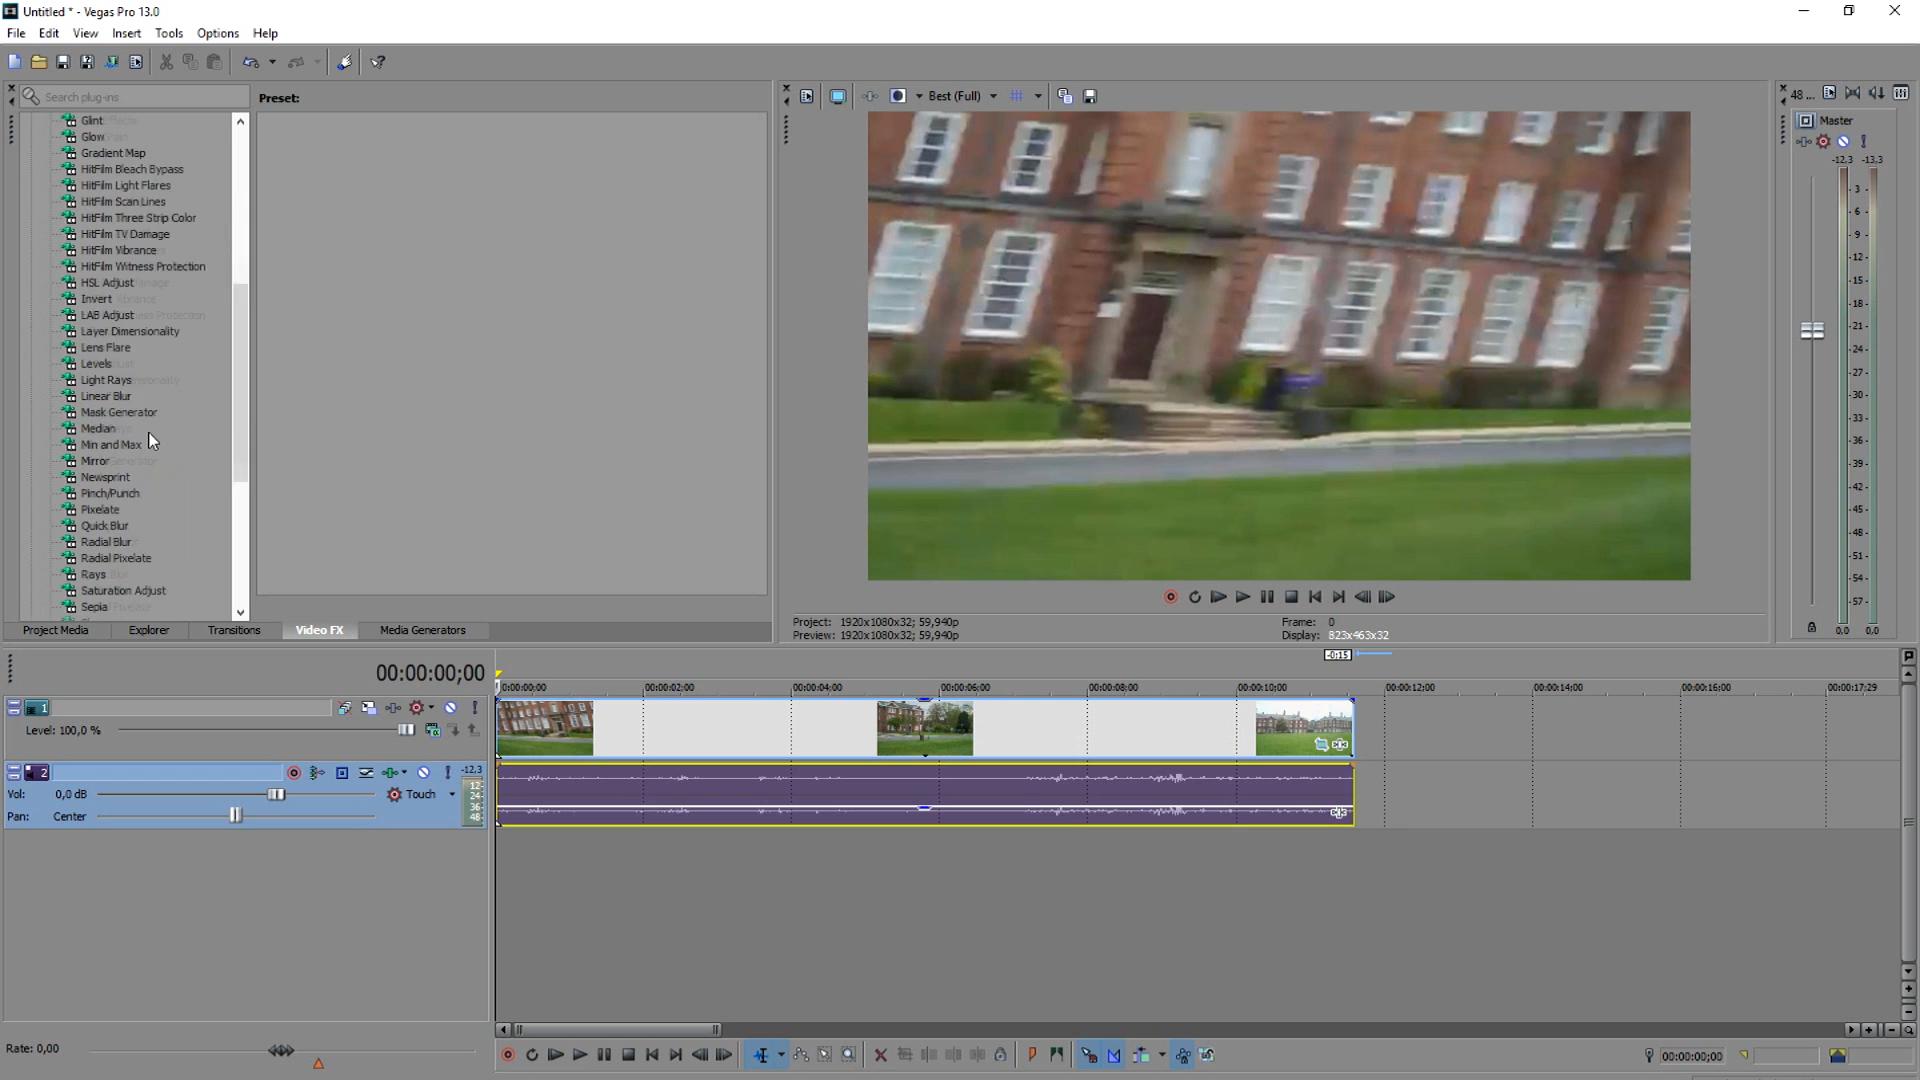 Untitled * - Vegas Pro 13.0
File Edit View Insert Tools Options Help
Search plug-ins
Preset:
Best (Full)
48 ...
Glint
Glow
Gradient Map
HitFilm Bleach Bypass
HitFilm Light Flares
HitFilm Scan Lines
HitFilm Three Strip Color
HitFilm TV Damage
HitFilm Vibrance
HitFilm Witness Protection
HSL Adjust
Invert
LAB Adjust
Layer Dimensionality
Lens Flare
Levels
Light Rays
Linear Blur
Mask Generator
Median
Min and Max
Mirror
Newsprint
Pinch/Punch
Pixelate
Quick Blur
Radial Blur
Radial Pixelate
Rays
Saturation Adjust
Sepia
Project Media Explorer Transitions Video FX Media Generators
Project: 1920x1080x32; 59,940p
Preview: 1920x1080x32; 59,940p
Frame: 0
Display: 823x463x32
Master
-12.3 -13.3
- 3 -
- 6 -
- 9 -
-12-
-15-
-18-
-21-
-24-
-27-
-30-
-33-
-36-
-39-
-42-
-45-
-48-
-51-
-54-
-57-
0,0 0,0
-0:15
00:00:00;00
0:00:00;00 00:00:02;00 00:00:04;00 00:00:06;00 00:00:08;00 00:00:10;00 00:00:12;00 00:00:14;00 00:00:16;00 00:00:17;29
1
Level: 100,0 %
2
-12,3
12
24
36
48
Vol: 0,0 dB
Touch
Pan: Center
Rate: 0,00
00:00:00;00